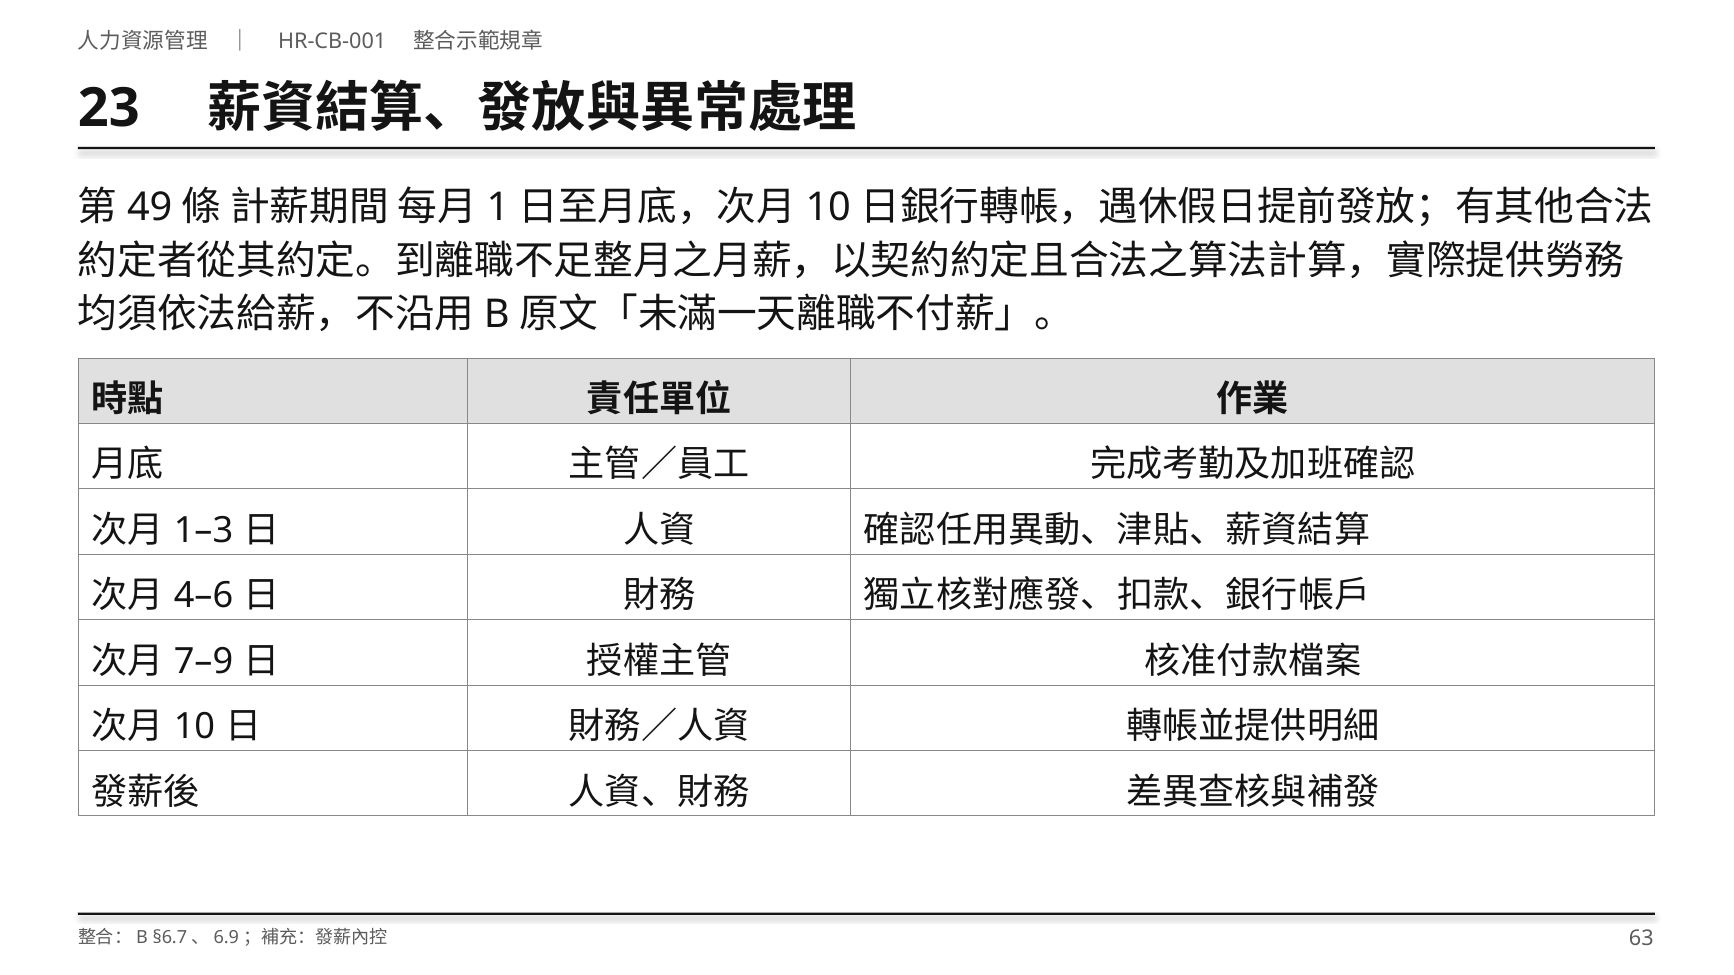 人力資源管理　｜　HR-CB-001　整合示範規章
23　薪資結算、發放與異常處理
第 49 條 計薪期間 每月 1 日至月底，次月 10 日銀行轉帳，遇休假日提前發放；有其他合法
約定者從其約定。到離職不足整月之月薪，以契約約定且合法之算法計算，實際提供勞務
均須依法給薪，不沿用 B 原文「未滿一天離職不付薪」。
時點　責任單位　作業
月底　主管／員工　完成考勤及加班確認
次月 1–3 日　人資　確認任用異動、津貼、薪資結算
次月 4–6 日　財務　獨立核對應發、扣款、銀行帳戶
次月 7–9 日　授權主管　核准付款檔案
次月 10 日　財務／人資　轉帳並提供明細
發薪後　人資、財務　差異查核與補發
整合： B §6.7 、 6.9 ；補充：發薪內控
63